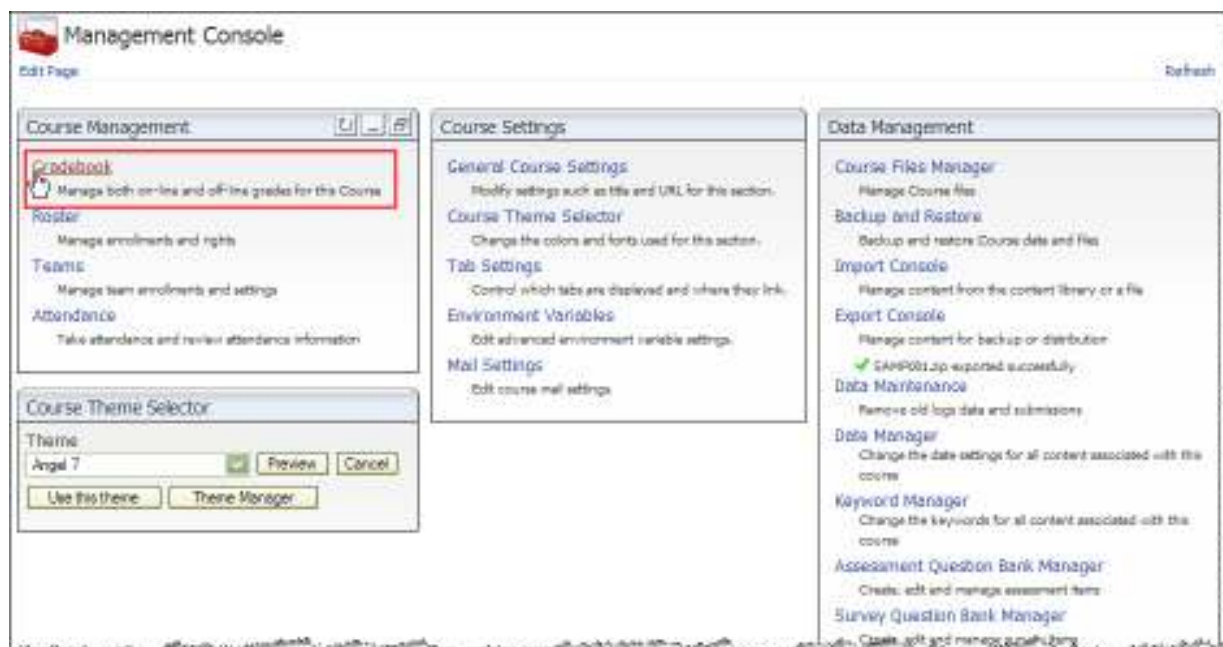 Management Console
Edit Page
Refresh
Course Management
Gradebook
Manage both on-line and off-line grades for this Course
Roster
Manage enrollments and rights
Teams
Manage team enrollments and settings
Attendance
Take attendance and review attendance information
Course Theme Selector
Theme
Angel 7
Preview
Cancel
Use this theme
Theme Manager
Course Settings
General Course Settings
Modify settings such as title and URL for this section.
Course Theme Selector
Change the colors and fonts used for this section.
Tab Settings
Control which tabs are displayed and where they link.
Environment Variables
Edit advanced environment variable settings.
Mail Settings
Edit course mail settings
Data Management
Course Files Manager
Manage Course files
Backup and Restore
Backup and restore Course data and files
Import Console
Manage content from the content library or a file
Export Console
Manage content for backup or distribution
SAMP001.zip exported successfully
Data Maintenance
Remove old logs data and submissions
Date Manager
Change the date settings for all content associated with this
course
Keyword Manager
Change the keywords for all content associated with this
course
Assessment Question Bank Manager
Create, edit and manage assessment items
Survey Question Bank Manager
Create, edit and manage survey items